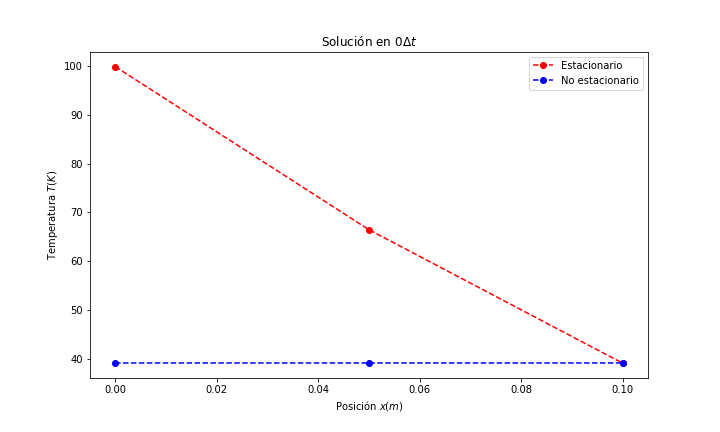 Solución en 0Δt
Estacionario
No estacionario
100
90
80
70
60
50
40
Temperatura T(K)
0.00
0.02
0.04
0.06
0.08
0.10
Posición x(m)